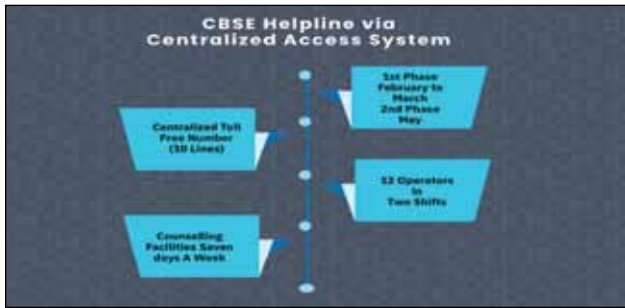 CBSE Helpline via
Centralized Access System
1st Phase
February to
March
2nd Phase
May
Centralized Toll
Free Number
(50 Lines)
12 Operators
in
Two Shifts
Counselling
Facilities Seven
days A Week